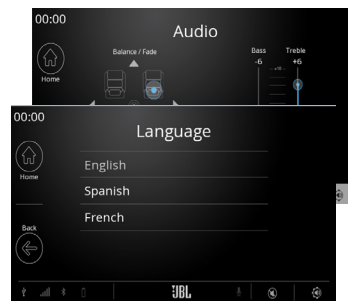 00:00
Audio
Balance / Fade
Bass
Treble
-6
+6
Home
00:00
Language
Home
English
Spanish
French
Back
JBL